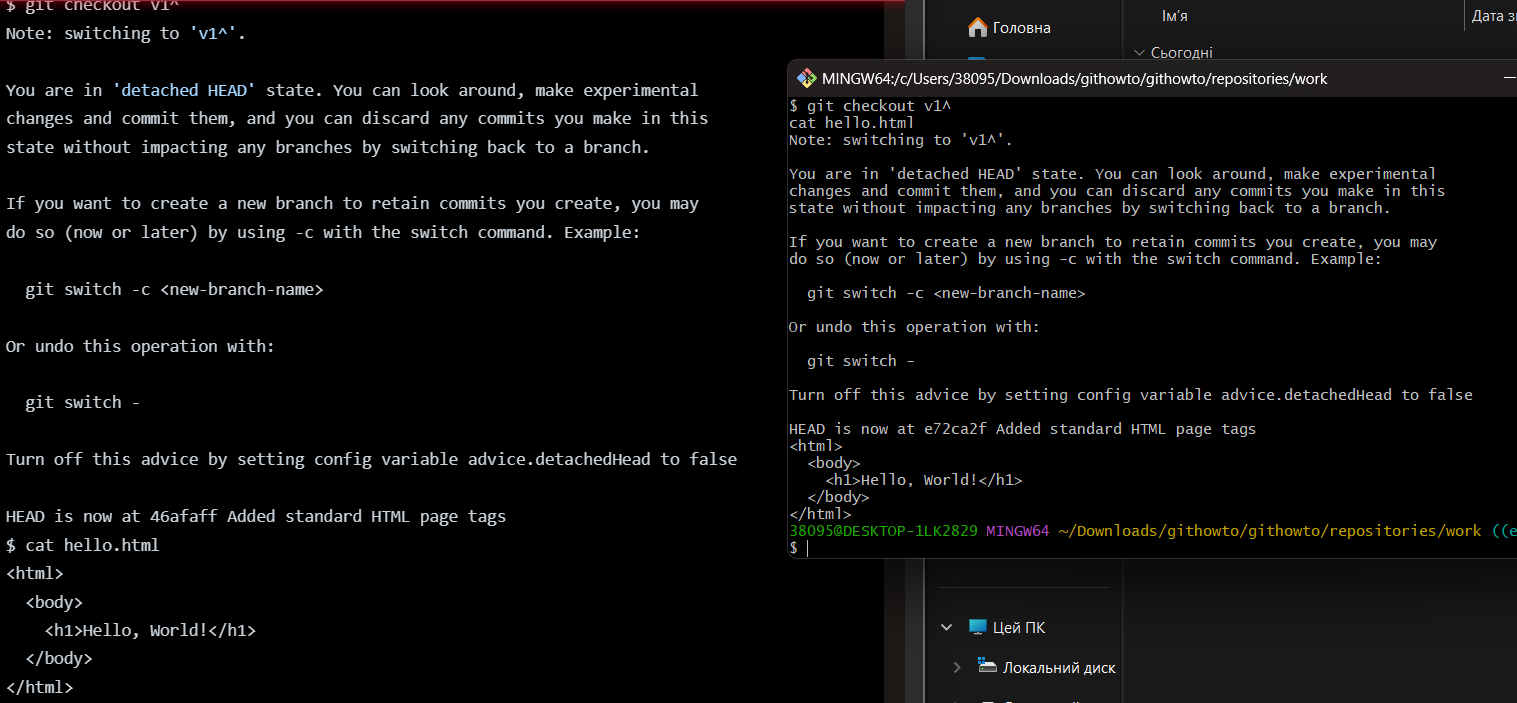 $ git checkout v1^
Note: switching to 'v1^'.
You are in 'detached HEAD' state. You can look around, make experimental
changes and commit them, and you can discard any commits you make in this
state without impacting any branches by switching back to a branch.
If you want to create a new branch to retain commits you create, you may
do so (now or later) by using -c with the switch command. Example:
git switch -c <new-branch-name>
Or undo this operation with:
git switch -
Turn off this advice by setting config variable advice.detachedHead to false
HEAD is now at 46afaff Added standard HTML page tags
$ cat hello.html
<html>
  <body>
    <h1>Hello, World!</h1>
  </body>
</html>
Головна
Ім’я
Дата
Сьогодні
MINGW64:/c/Users/38095/Downloads/githowto/githowto/repositories/work
$ git checkout v1^
cat hello.html
Note: switching to 'v1^'.
You are in 'detached HEAD' state. You can look around, make experimental
changes and commit them, and you can discard any commits you make in this
state without impacting any branches by switching back to a branch.
If you want to create a new branch to retain commits you create, you may
do so (now or later) by using -c with the switch command. Example:
git switch -c <new-branch-name>
Or undo this operation with:
git switch -
Turn off this advice by setting config variable advice.detachedHead to false
HEAD is now at e72ca2f Added standard HTML page tags
<html>
  <body>
    <h1>Hello, World!</h1>
  </body>
</html>
38095@DESKTOP-1LK2829 MINGW64 ~/Downloads/githowto/githowto/repositories/work ((e
$
Цей ПК
Локальний диск